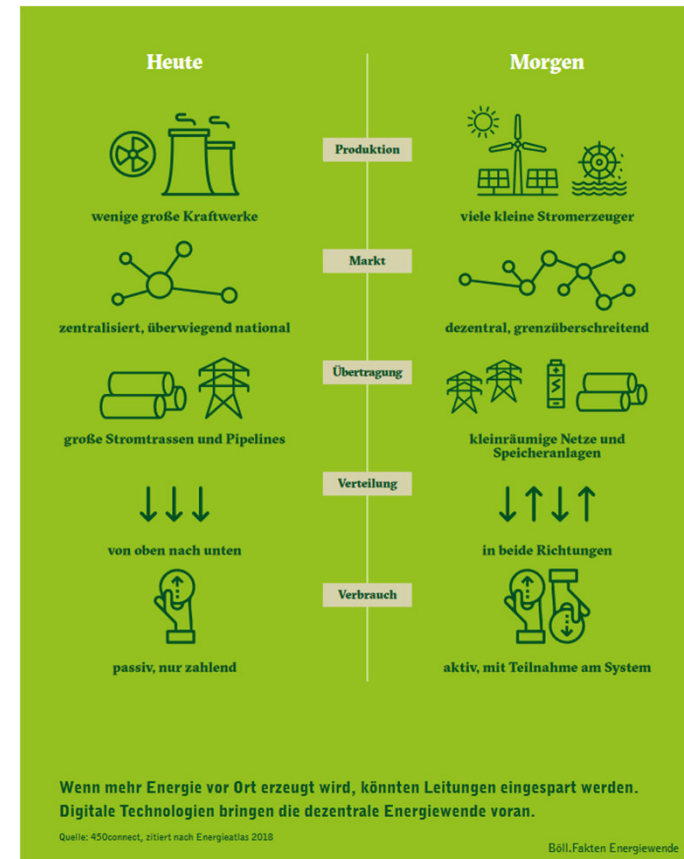 Heute
Morgen
Produktion
wenige große Kraftwerke
viele kleine Stromerzeuger
Markt
zentralisiert, überwiegend national
dezentral, grenzüberschreitend
Übertragung
große Stromtrassen und Pipelines
kleinräumige Netze und
Speicheranlagen
Verteilung
von oben nach unten
in beide Richtungen
Verbrauch
passiv, nur zahlend
aktiv, mit Teilnahme am System
Wenn mehr Energie vor Ort erzeugt wird, könnten Leitungen eingespart werden.
Digitale Technologien bringen die dezentrale Energiewende voran.
Quelle: 450connect, zitiert nach Energieatlas 2018
Böll.Fakten Energiewende